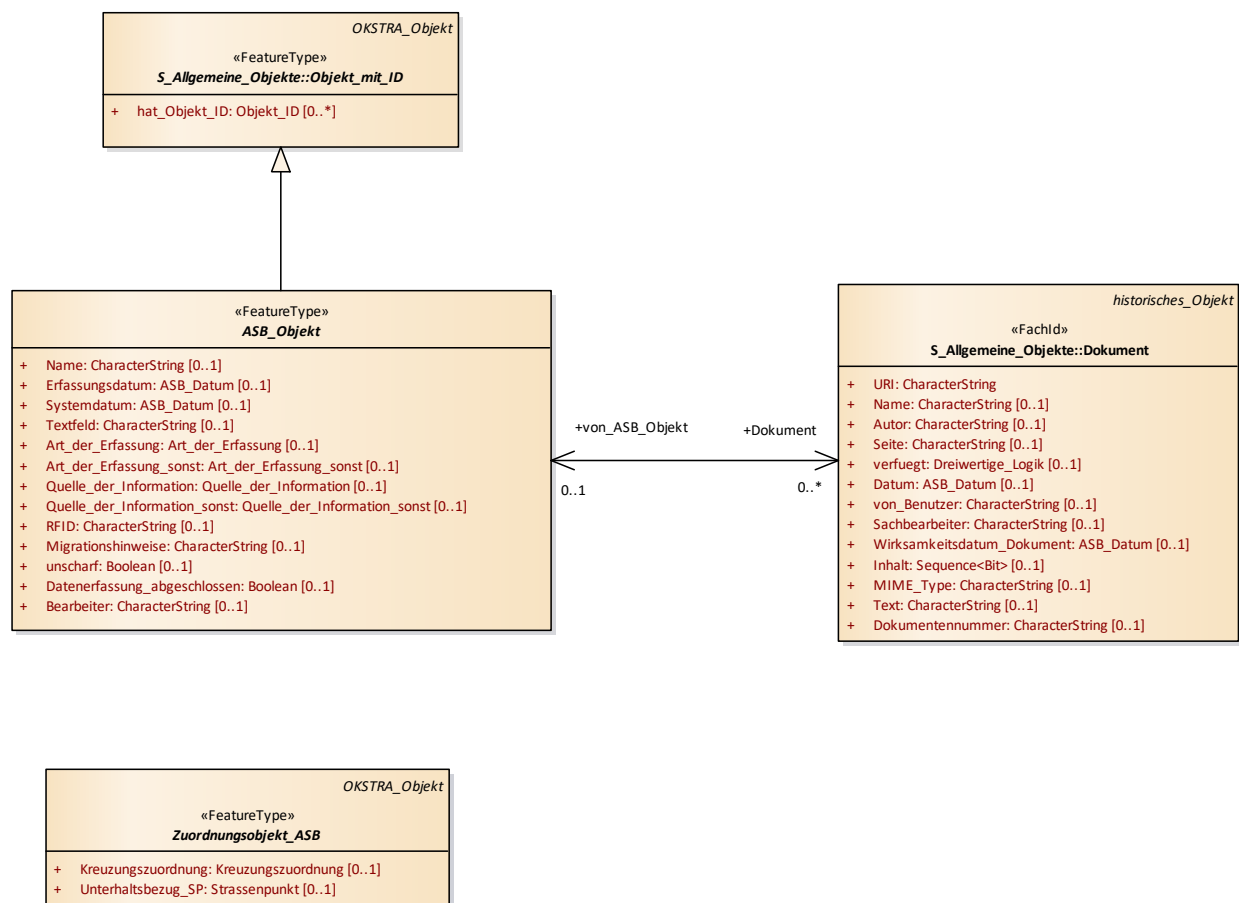 OKSTRA_Objekt
«FeatureType»
S_Allgemeine_Objekte::Objekt_mit_ID
+ hat_Objekt_ID: Objekt_ID [0..*]
«FeatureType»
ASB_Objekt
+ Name: CharacterString [0..1]
+ Erfassungsdatum: ASB_Datum [0..1]
+ Systemdatum: ASB_Datum [0..1]
+ Textfeld: CharacterString [0..1]
+ Art_der_Erfassung: Art_der_Erfassung [0..1]
+ Art_der_Erfassung_sonst: Art_der_Erfassung_sonst [0..1]
+ Quelle_der_Information: Quelle_der_Information [0..1]
+ Quelle_der_Information_sonst: Quelle_der_Information_sonst [0..1]
+ RFID: CharacterString [0..1]
+ Migrationshinweise: CharacterString [0..1]
+ unscharf: Boolean [0..1]
+ Datenerfassung_abgeschlossen: Boolean [0..1]
+ Bearbeiter: CharacterString [0..1]
+von_ASB_Objekt
0..1
+Dokument
0..*
historisches_Objekt
«FachId»
S_Allgemeine_Objekte::Dokument
+ URI: CharacterString
+ Name: CharacterString [0..1]
+ Autor: CharacterString [0..1]
+ Seite: CharacterString [0..1]
+ verfuegt: Dreiwertige_Logik [0..1]
+ Datum: ASB_Datum [0..1]
+ von_Benutzer: CharacterString [0..1]
+ Sachbearbeiter: CharacterString [0..1]
+ Wirksamkeitsdatum_Dokument: ASB_Datum [0..1]
+ Inhalt: Sequence<Bit> [0..1]
+ MIME_Type: CharacterString [0..1]
+ Text: CharacterString [0..1]
+ Dokumentennummer: CharacterString [0..1]
OKSTRA_Objekt
«FeatureType»
Zuordnungsobjekt_ASB
+ Kreuzungszuordnung: Kreuzungszuordnung [0..1]
+ Unterhaltsbezug_SP: Strassenpunkt [0..1]